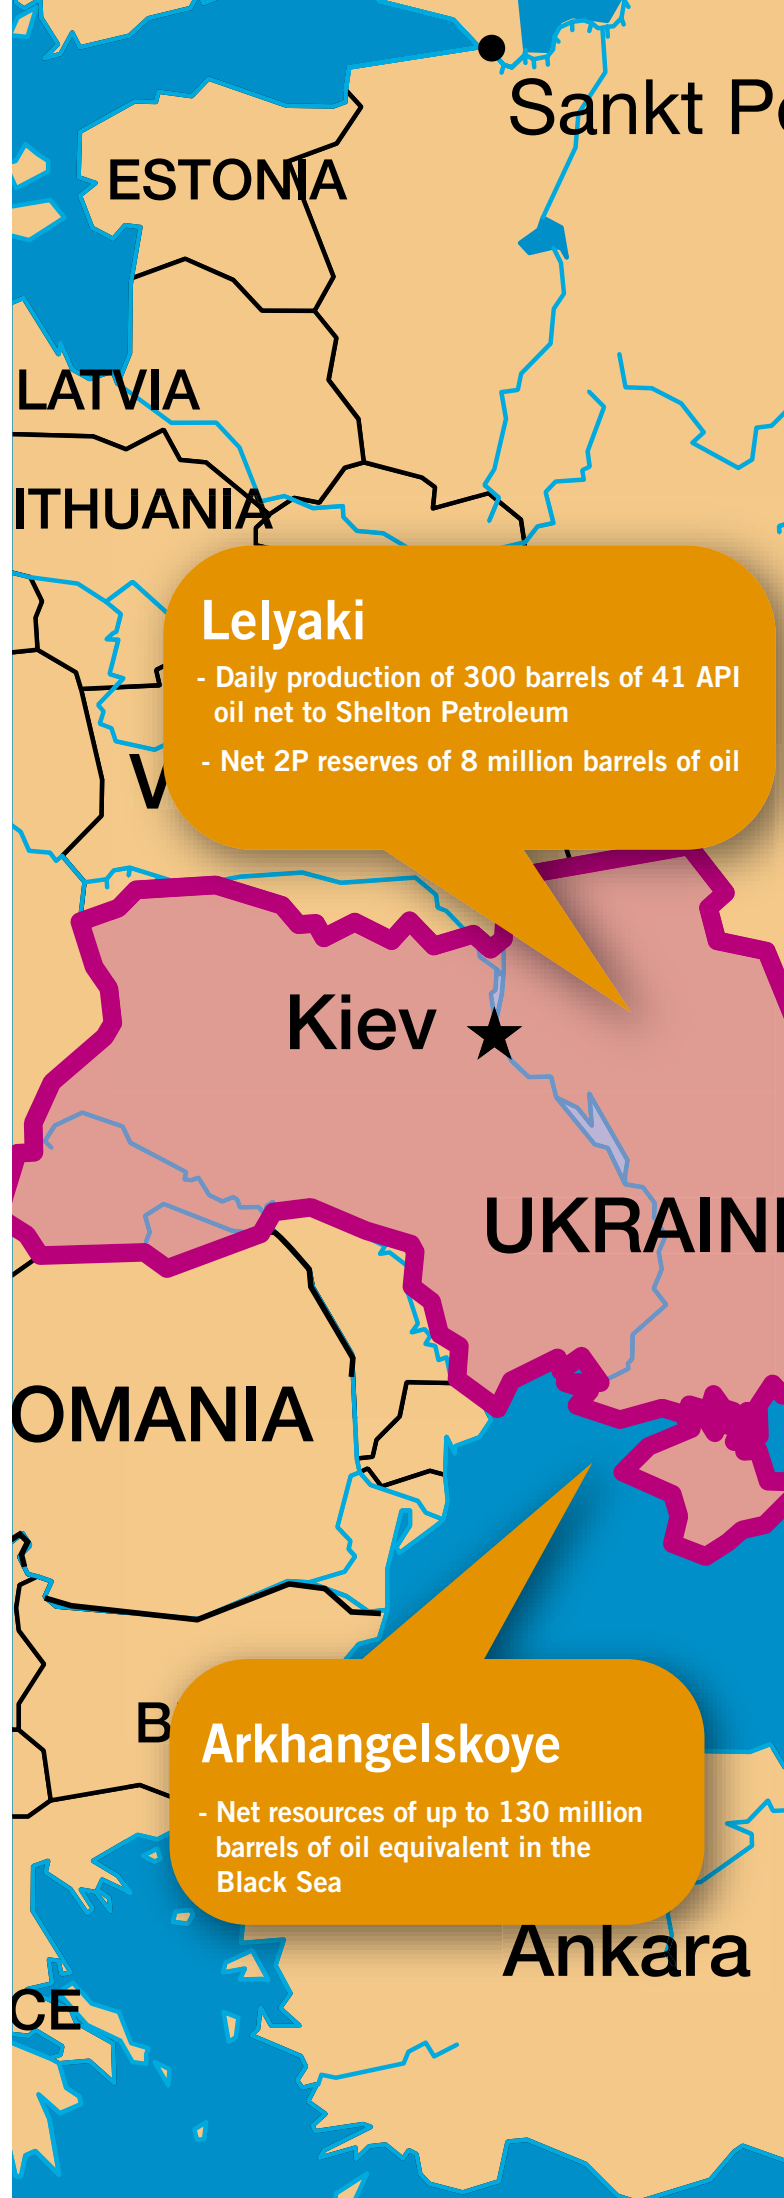 Sankt Pe
ESTONIA
LATVIA
ITHUANIA
Lelyaki
- Daily production of 300 barrels of 41 API
oil net to Shelton Petroleum
- Net 2P reserves of 8 million barrels of oil
V
Kiev
UKRAINE
OMANIA
B
Arkhangelskoye
- Net resources of up to 130 million
barrels of oil equivalent in the
Black Sea
Ankara
CE